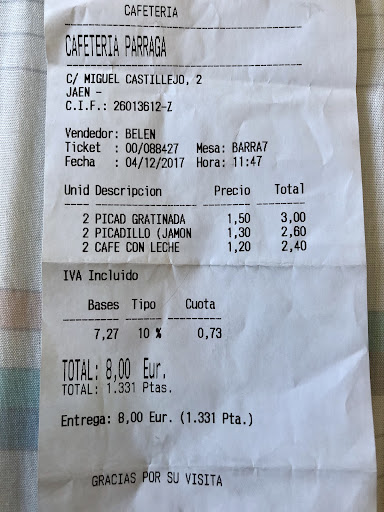 CAFETERIA
CAFETERIA PARRAGA
C/ MIGUEL CASTILLEJO, 2
JAEN -
C.I.F.: 26013612-Z
Vendedor: BELEN
Ticket : 00/088427 Mesa: BARRA7
Fecha : 04/12/2017 Hora: 11:47
Unid Descripcion Precio Total
2 PICAD GRATINADA 1,50 3,00
2 PICADILLO (JAMON 1,30 2,60
2 CAFE CON LECHE 1,20 2,40
IVA Incluido
Bases Tipo Cuota
7,27 10 % 0,73
TOTAL: 8,00 Eur.
TOTAL: 1.331 Ptas.
Entrega: 8,00 Eur. (1.331 Pta.)
GRACIAS POR SU VISITA